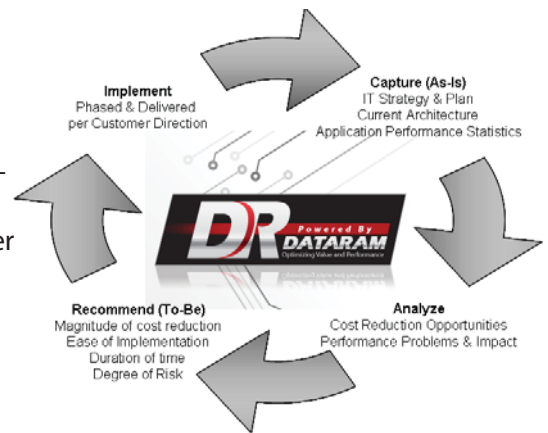 Implement
Phased & Delivered
per Customer Direction
Capture (As-Is)
IT Strategy & Plan
Current Architecture
Application Performance Statistics
er
DR
Powered By
DATARAM
Optimizing Value and Performance
Recommend (To-Be)
Magnitude of cost reduction
Ease of Implementation
Duration of time
Degree of Risk
Analyze
Cost Reduction Opportunities
Performance Problems & Impact